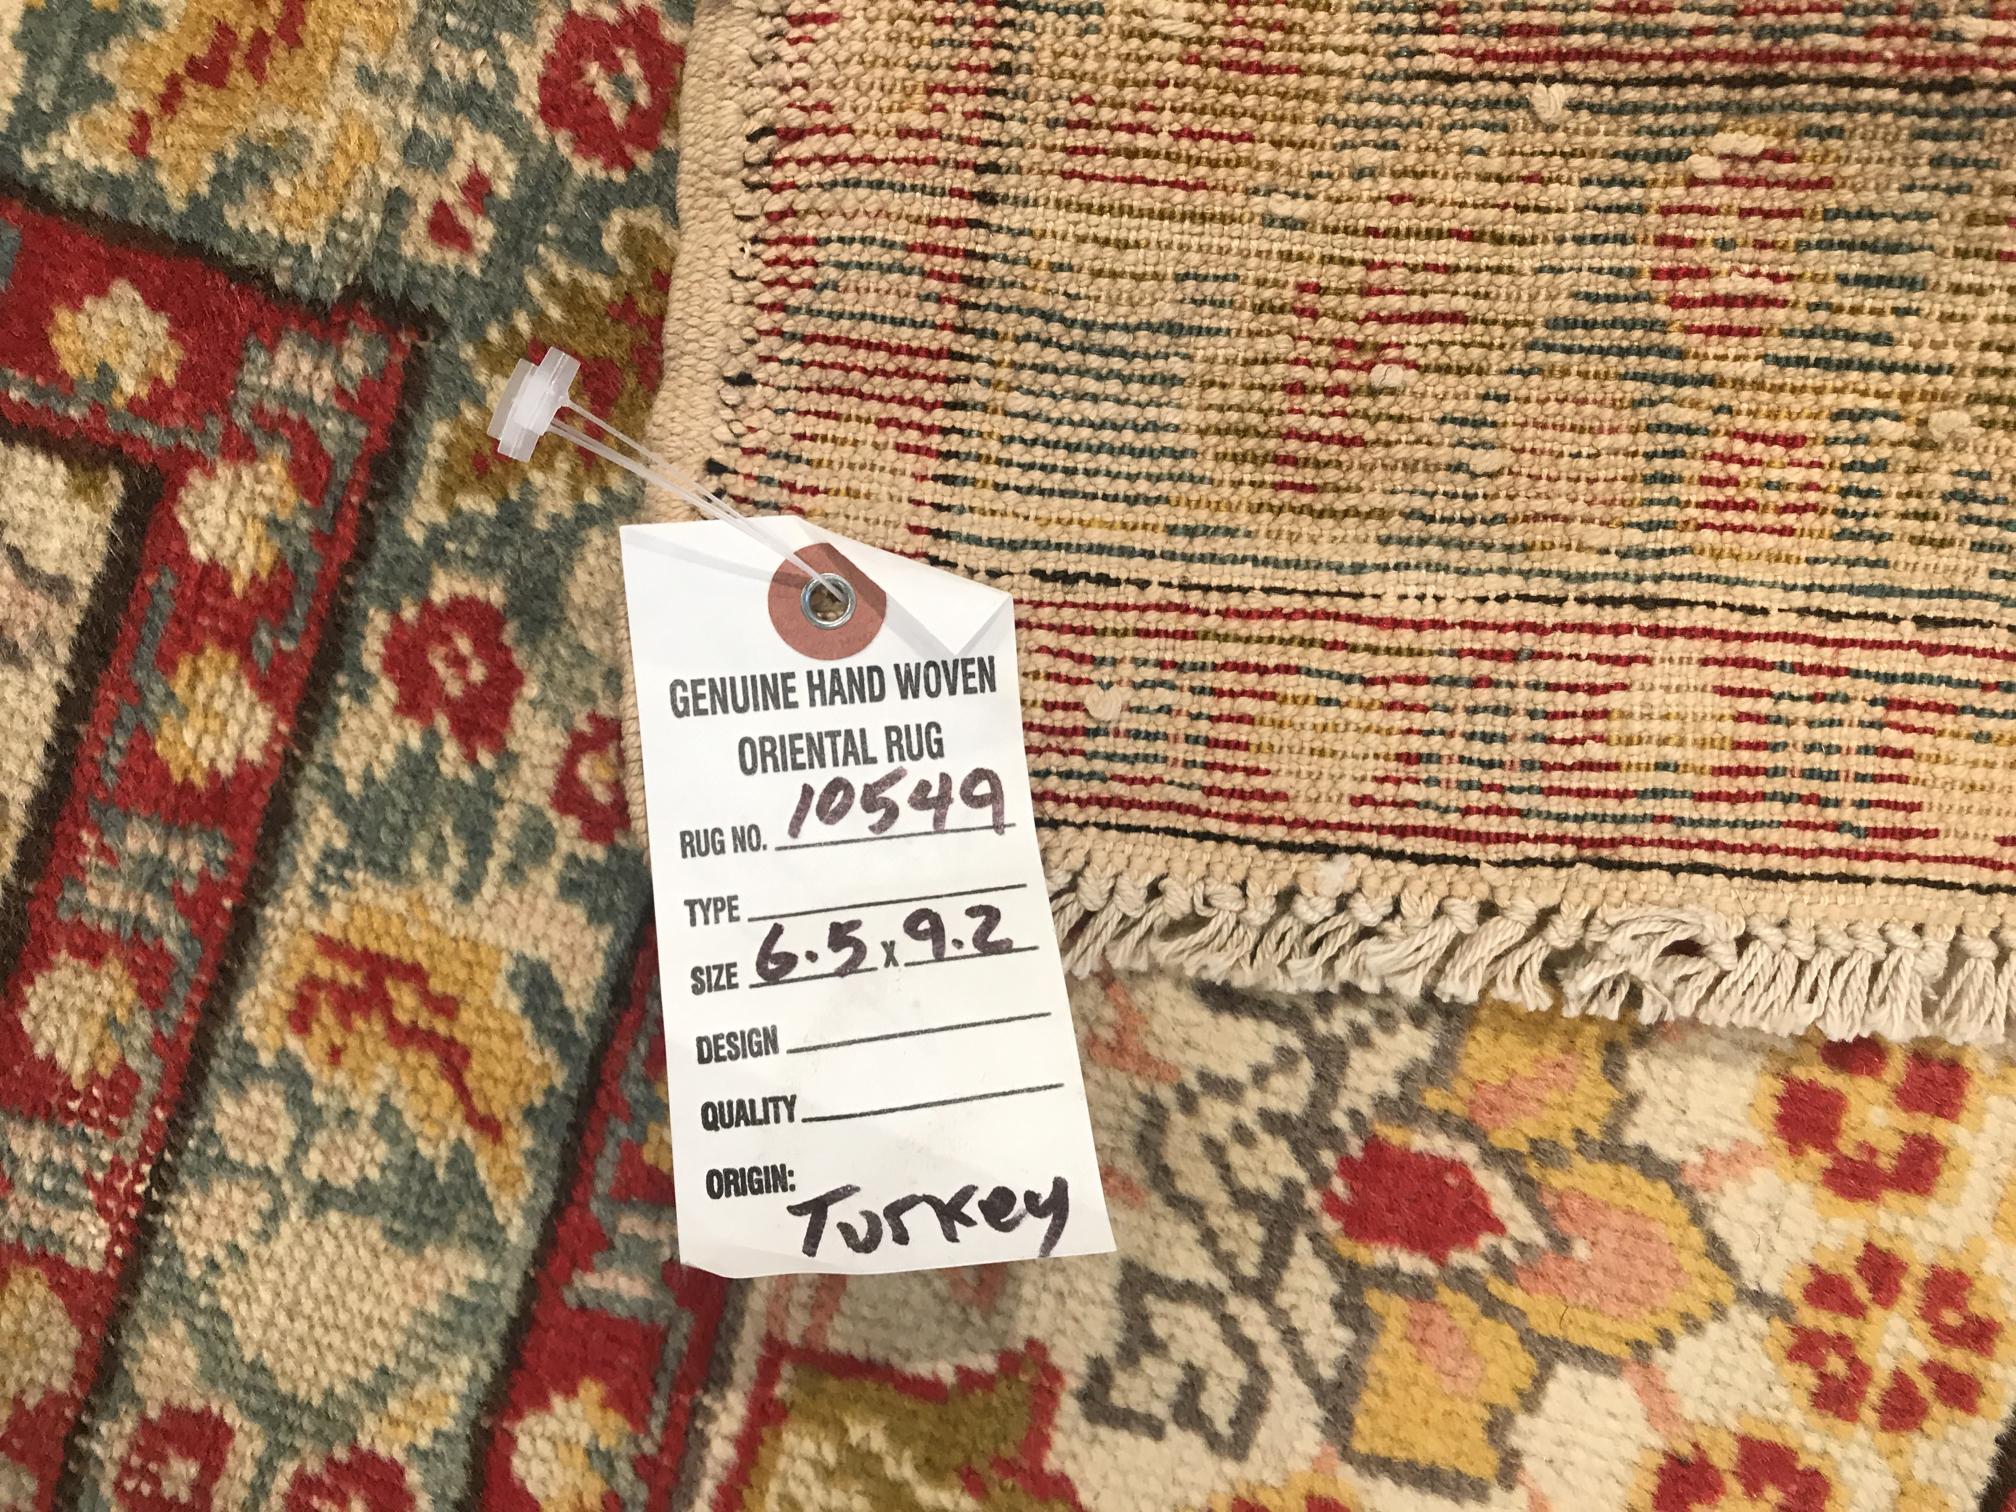 GENUINE HAND WOVEN
ORIENTAL RUG
RUG NO. 10549
TYPE
SIZE 6.5 x 9.2
DESIGN
QUALITY
ORIGIN:
Turkey